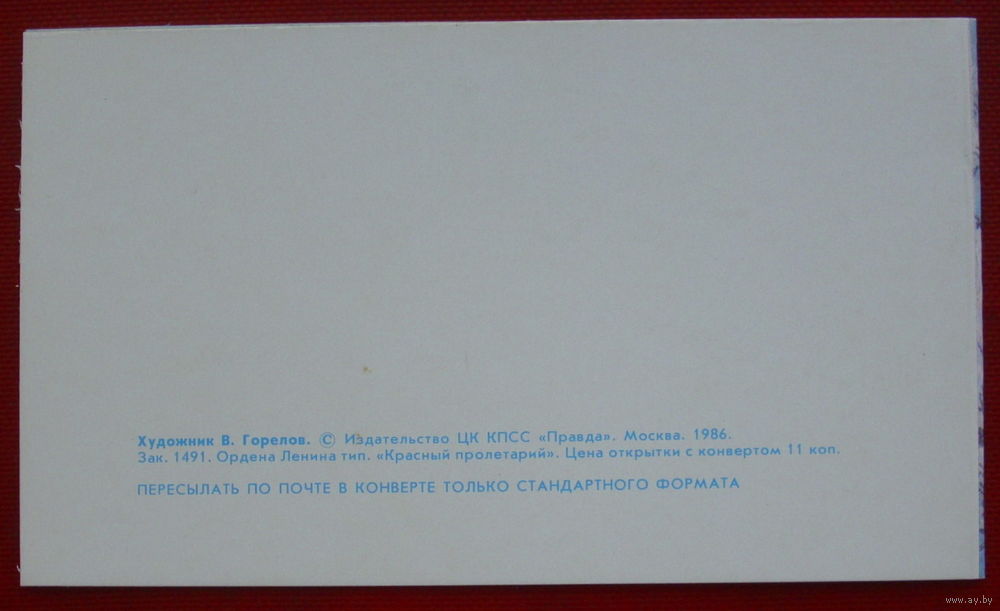 Художник В. Горелов. © Издательство ЦК КПСС «Правда». Москва. 1986.
Зак. 1491. Ордена Ленина тип. «Красный пролетарий». Цена открытки с конвертом 11 коп.
ПЕРЕСЫЛАТЬ ПО ПОЧТЕ В КОНВЕРТЕ ТОЛЬКО СТАНДАРТНОГО ФОРМАТА
www.ay.by